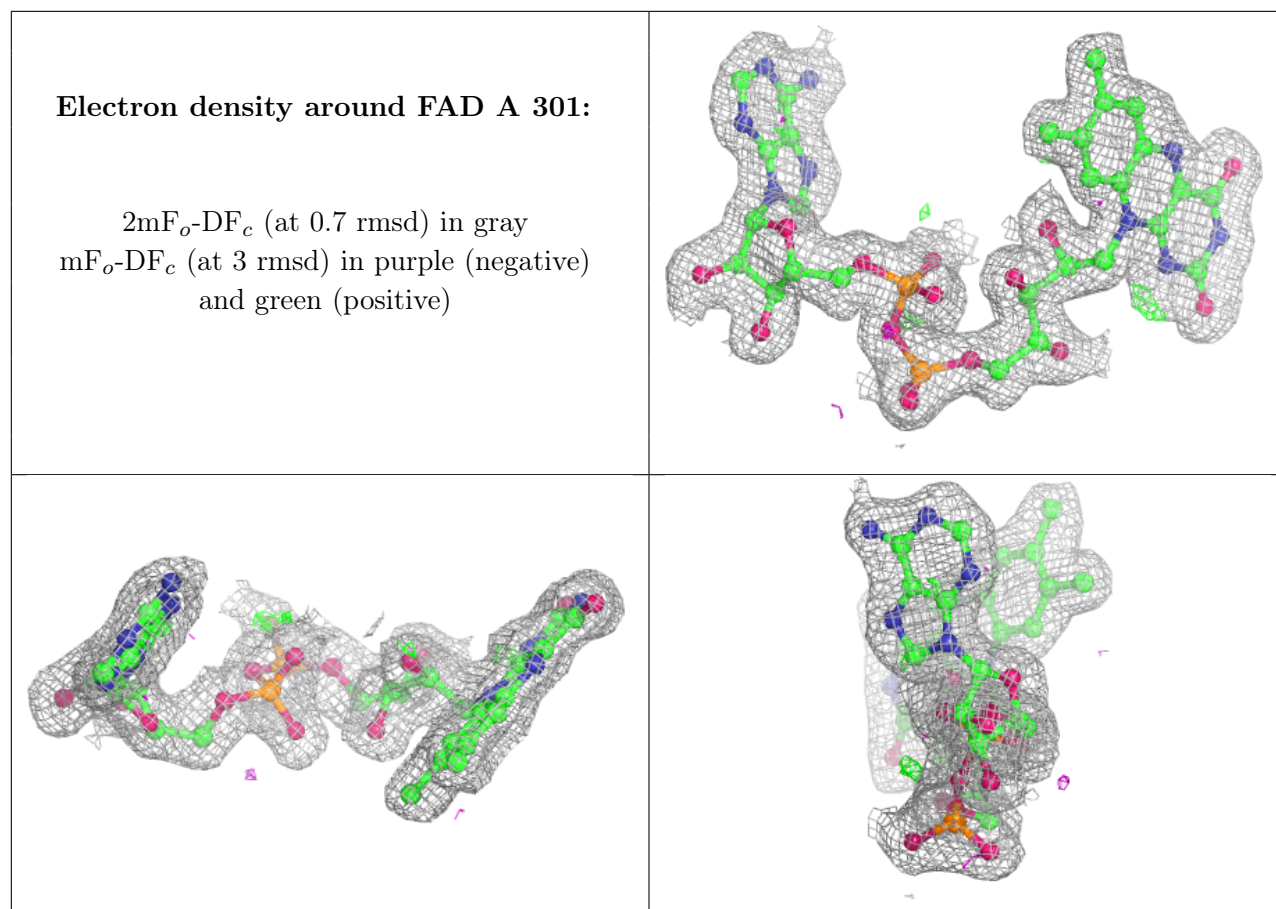 Electron density around FAD A 301:
2mFₒ-DF𝒸 (at 0.7 rmsd) in gray
mFₒ-DF𝒸 (at 3 rmsd) in purple (negative)
and green (positive)